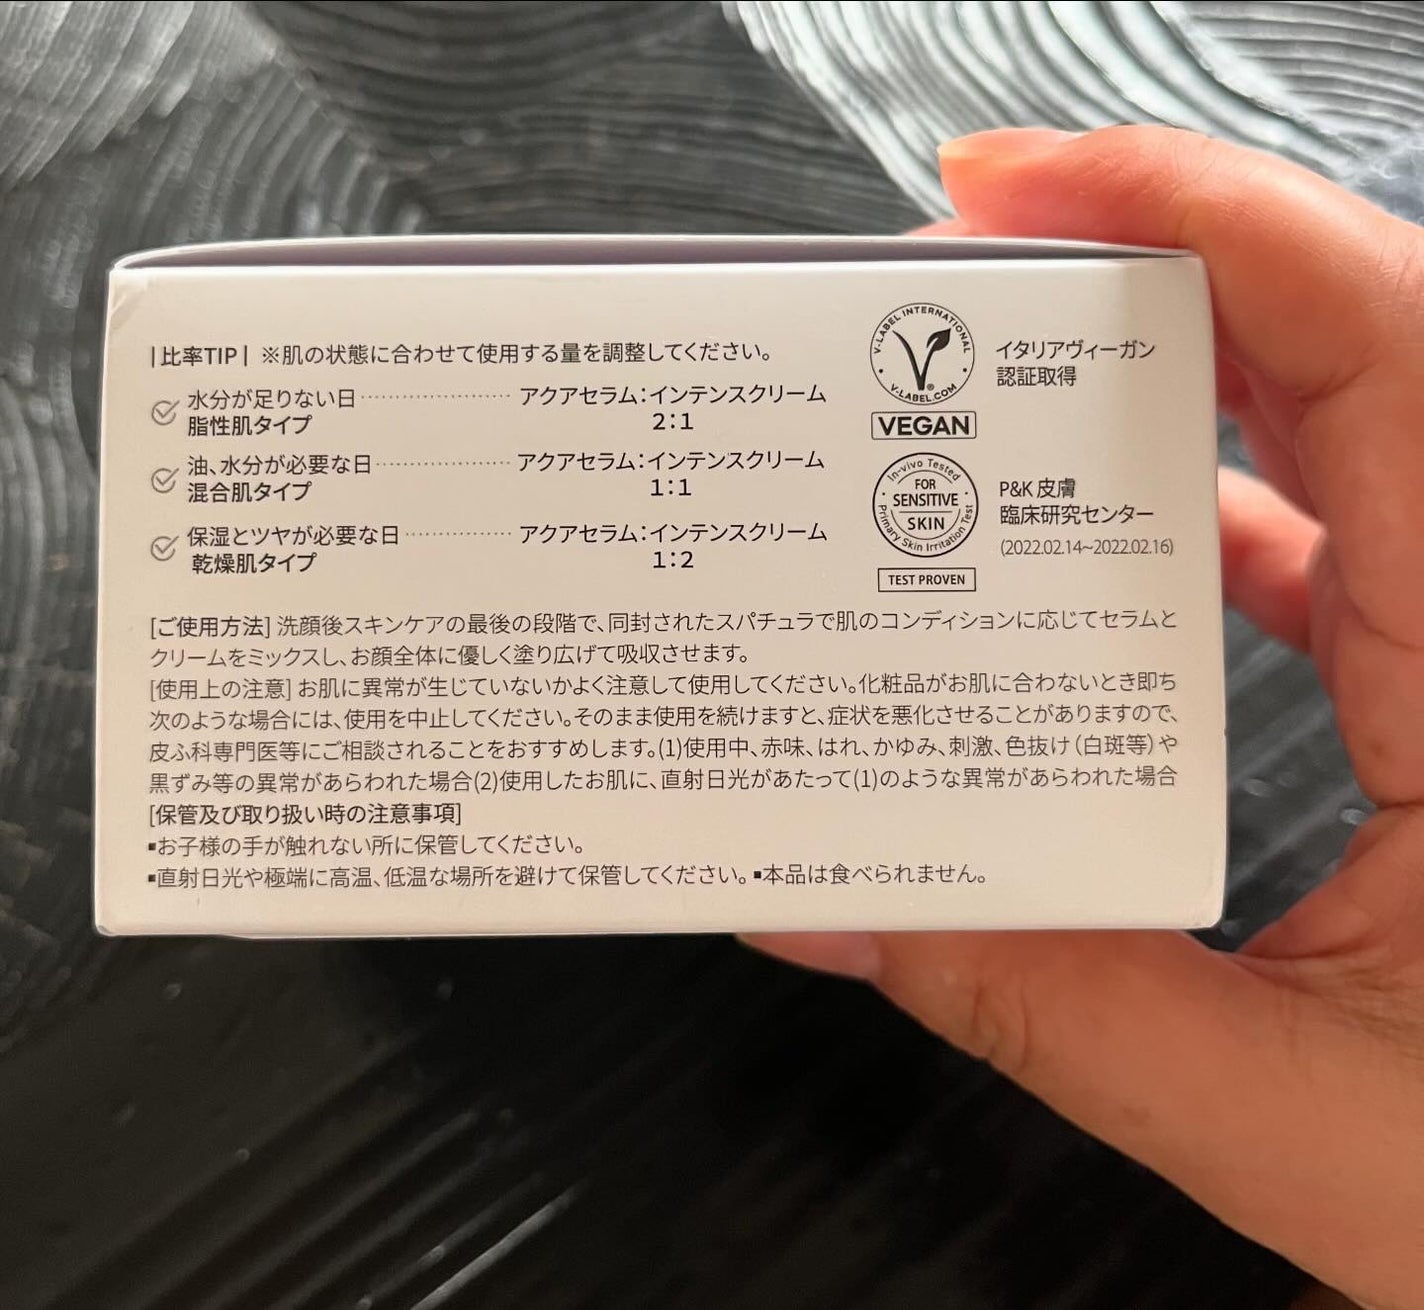 |比率TIP| ※肌の状態に合わせて使用する量を調整してください。
水分が足りない日 アクアセラム:インテンスクリーム
脂性肌タイプ 2:1
油、水分が必要な日 アクアセラム:インテンスクリーム
混合肌タイプ 1:1
保湿とツヤが必要な日 アクアセラム:インテンスクリーム
乾燥肌タイプ 1:2
V-LABEL INTERNATIONAL
V-LABEL.COM
VEGAN
イタリアヴィーガン
認証取得
In-vivo Tested
FOR
SENSITIVE
SKIN
Primary Skin Irritation Test
TEST PROVEN
P&K 皮膚
臨床研究センター
(2022.02.14~2022.02.16)
[ご使用方法] 洗顔後スキンケアの最後の段階で、同封されたスパチュラで肌のコンディションに応じてセラムと
クリームをミックスし、お顔全体に優しく塗り広げて吸収させます。
[使用上の注意] お肌に異常が生じていないかよく注意して使用してください。化粧品がお肌に合わないとき即ち
次のような場合には、使用を中止してください。そのまま使用を続けますと、症状を悪化させることがありますので、
皮ふ科専門医等にご相談されることをおすすめします。(1)使用中、赤味、はれ、かゆみ、刺激、色抜け(白斑等)や
黒ずみ等の異常があらわれた場合(2)使用したお肌に、直射日光があたって(1)のような異常があらわれた場合
[保管及び取り扱い時の注意事項]
▪お子様の手が触れない所に保管してください。
▪直射日光や極端に高温、低温な場所を避けて保管してください。▪本品は食べられません。